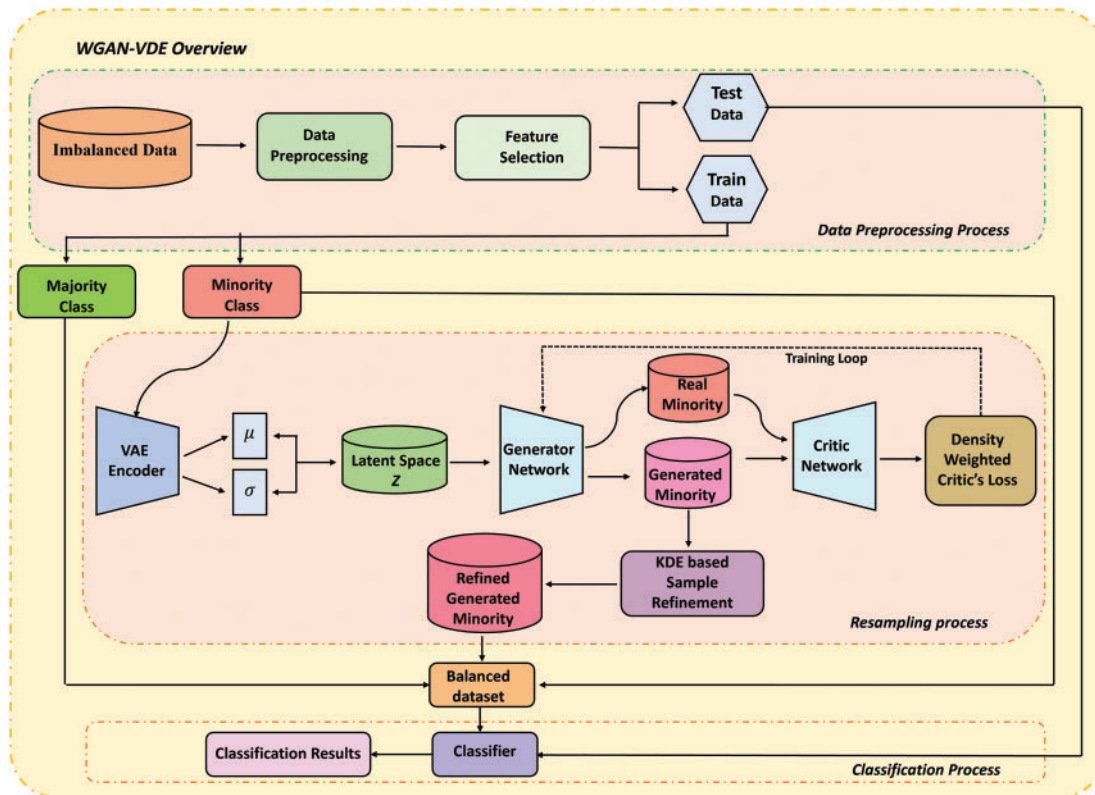 WGAN-VDE Overview
Imbalanced Data
Data
Preprocessing
Feature
Selection
Test
Data
Train
Data
Data Preprocessing Process
Majority
Class
Minority
Class
Training Loop
VAE
Encoder
μ
σ
Latent Space
Z
Generator
Network
Real
Minority
Generated
Minority
Critic
Network
Density
Weighted
Critic's Loss
KDE based
Sample
Refinement
Refined
Generated
Minority
Resampling process
Balanced
dataset
Classification Results
Classifier
Classification Process